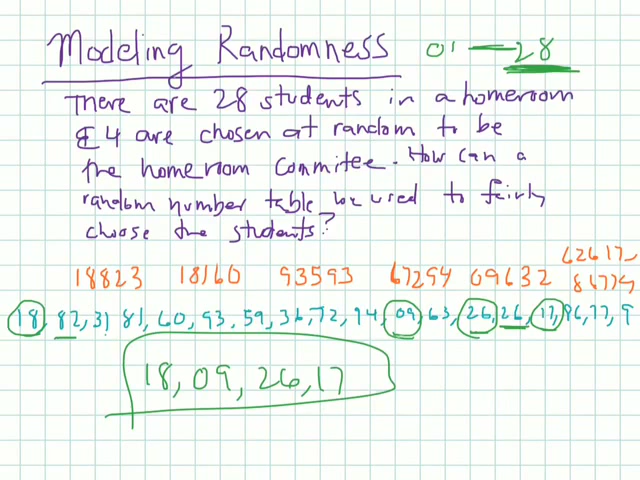 Modeling Randomness
01 — 28
There are 28 students in a homeroom
& 4 are chosen at random to be
the homeroom Commitee. How can a
random number table be used to fairly
choose the students?
62617
18823 18160 93593 67294 09632 86779
18, 82, 31, 81, 60, 93, 59, 36, 72, 94, 09, 63, 26, 26, 17, 86, 77, 9
18, 09, 26, 17